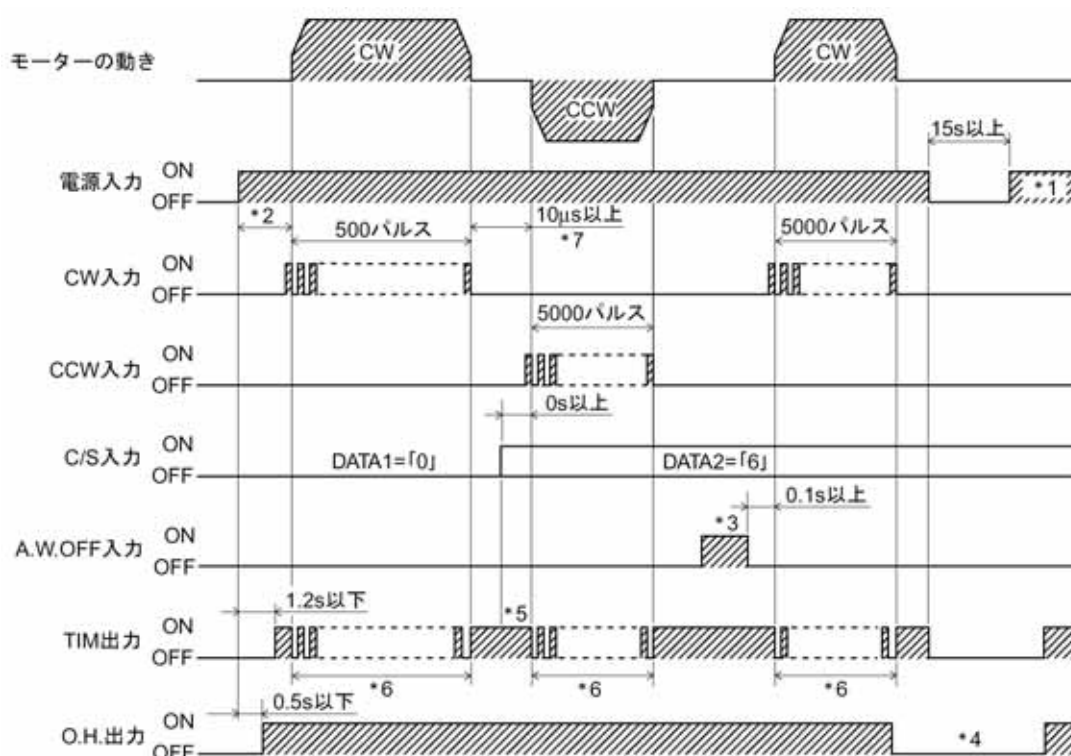 モーターの動き
CW
CCW
CW
15s以上
電源入力
ON
OFF
*1
*2
500パルス
10μs以上
*7
5000パルス
CW入力
ON
OFF
5000パルス
CCW入力
ON
OFF
0s以上
C/S入力
ON
OFF
DATA1=「0」
DATA2=「6」
0.1s以上
A.W.OFF入力
ON
OFF
*3
1.2s以下
*5
TIM出力
ON
OFF
*6
*6
*6
0.5s以下
O.H.出力
ON
OFF
*4